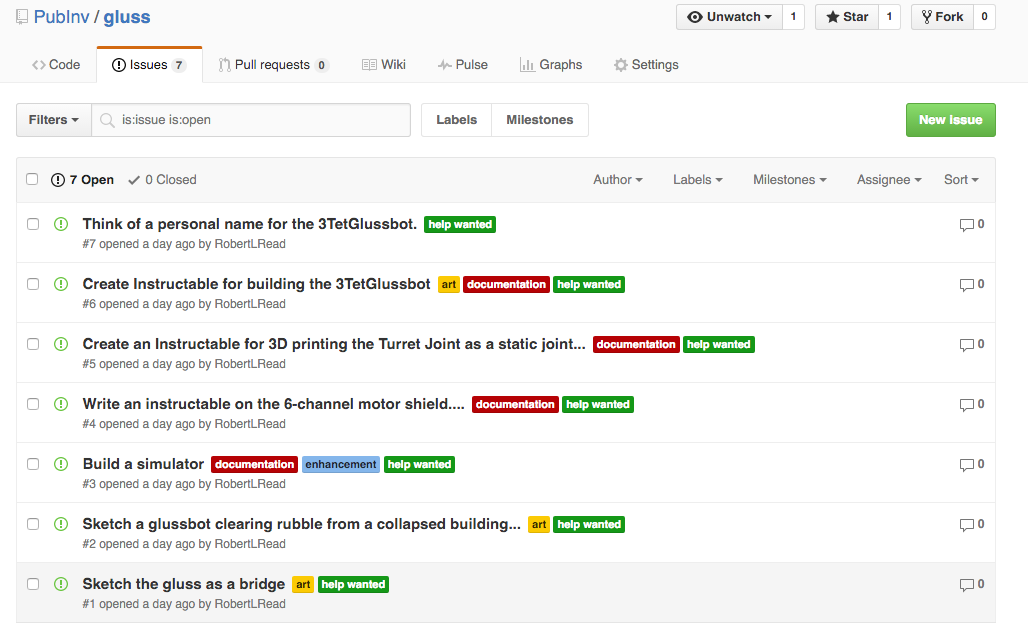 PubInv / gluss
Unwatch 1 Star 1 Fork 0
Code Issues 7 Pull requests 0 Wiki Pulse Graphs Settings
Filters is:issue is:open Labels Milestones New Issue
7 Open 0 Closed Author Labels Milestones Assignee Sort
Think of a personal name for the 3TetGlussbot. help wanted 0
#7 opened a day ago by RobertLRead
Create Instructable for building the 3TetGlussbot art documentation help wanted 0
#6 opened a day ago by RobertLRead
Create an Instructable for 3D printing the Turret Joint as a static joint... documentation help wanted 0
#5 opened a day ago by RobertLRead
Write an instructable on the 6-channel motor shield.... documentation help wanted 0
#4 opened a day ago by RobertLRead
Build a simulator documentation enhancement help wanted 0
#3 opened a day ago by RobertLRead
Sketch a glussbot clearing rubble from a collapsed building... art help wanted 0
#2 opened a day ago by RobertLRead
Sketch the gluss as a bridge art help wanted 0
#1 opened a day ago by RobertLRead